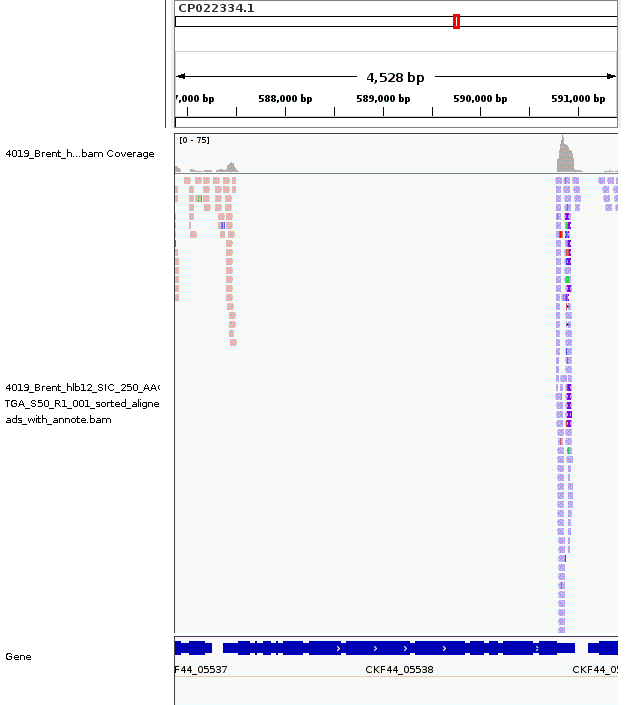 CP022334.1
4,528 bp
7,000 bp 588,000 bp 589,000 bp 590,000 bp 591,000 bp
[0 - 75]
4019_Brent_h...bam Coverage
4019_Brent_hlb12_SIC_250_AAG
TGA_S50_R1_001_sorted_aligne
ads_with_annote.bam
Gene
F44_05537 CKF44_05538 CKF44_05